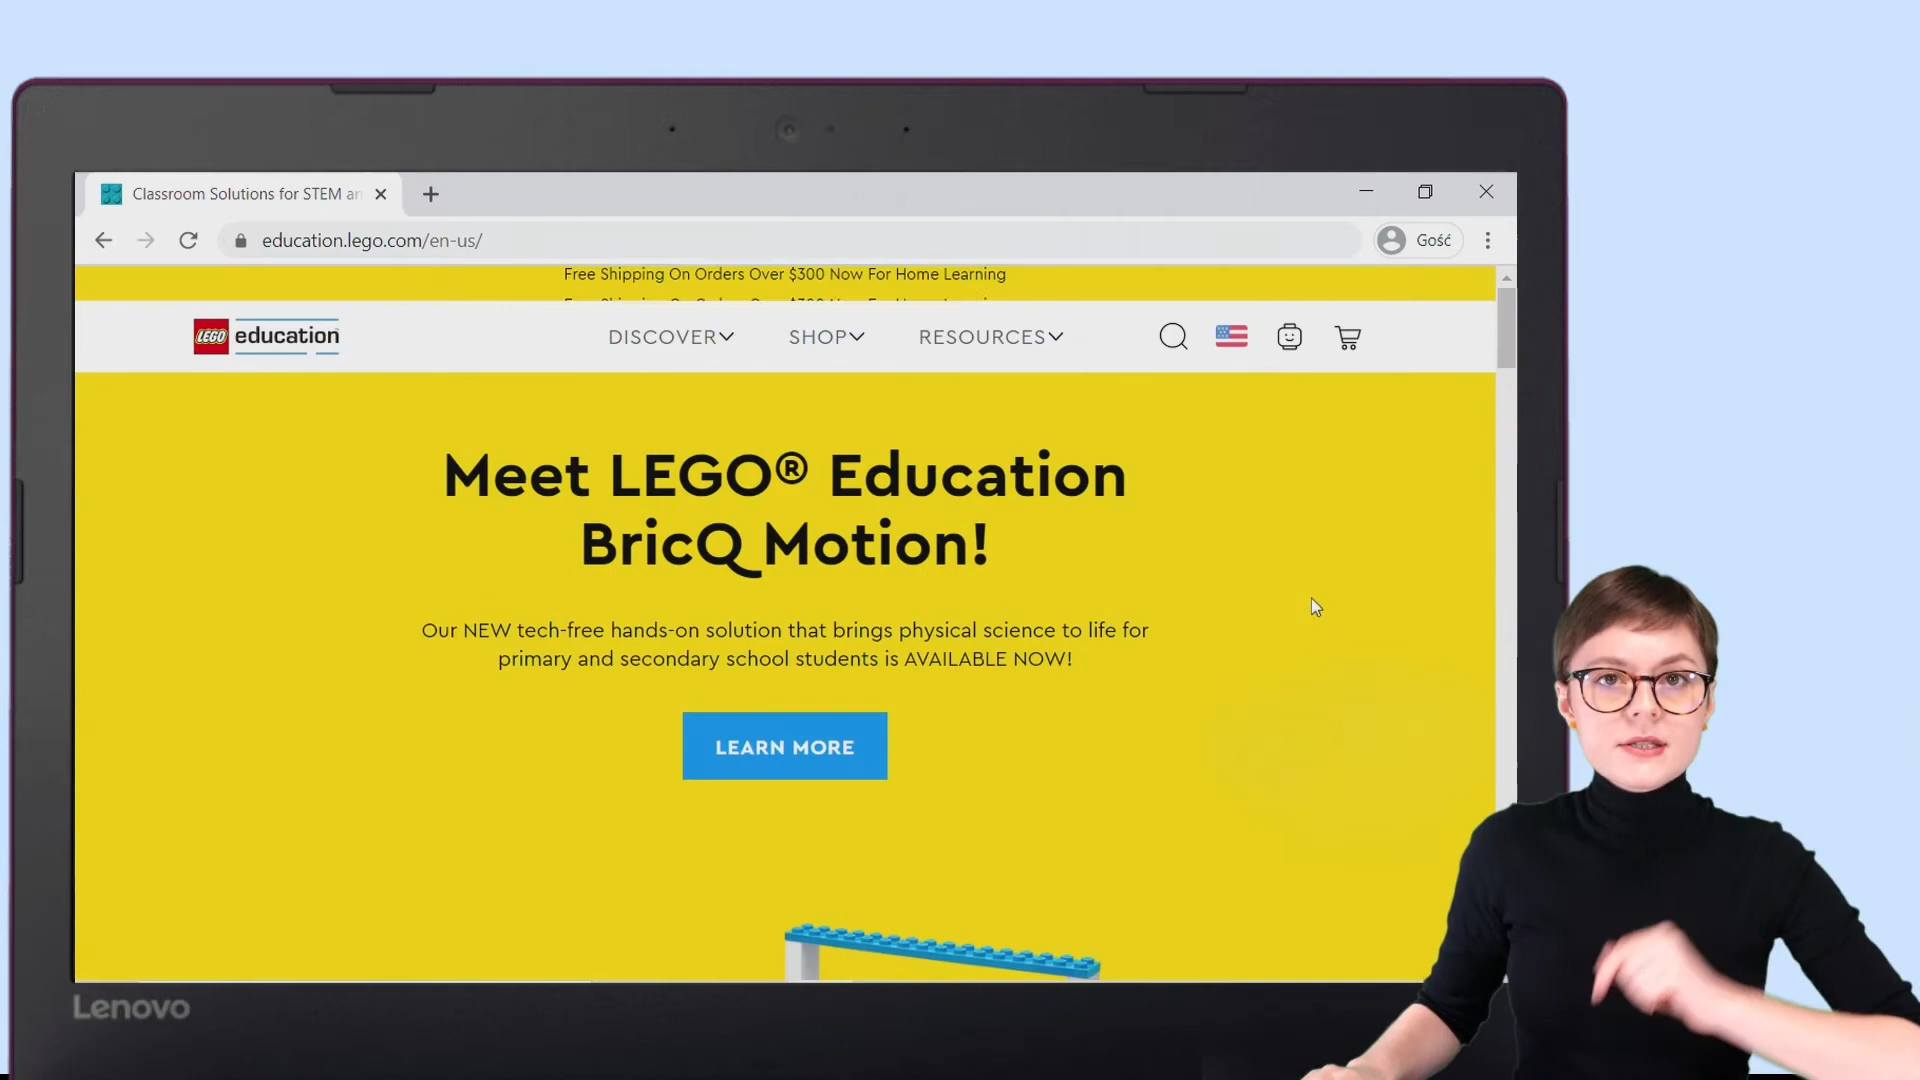 Classroom Solutions for STEM an
education.lego.com/en-us/
Gość
Free Shipping On Orders Over $300 Now For Home Learning
LEGO education
DISCOVER
SHOP
RESOURCES
Meet LEGO® Education
BricQ Motion!
Our NEW tech-free hands-on solution that brings physical science to life for
primary and secondary school students is AVAILABLE NOW!
LEARN MORE
Lenovo